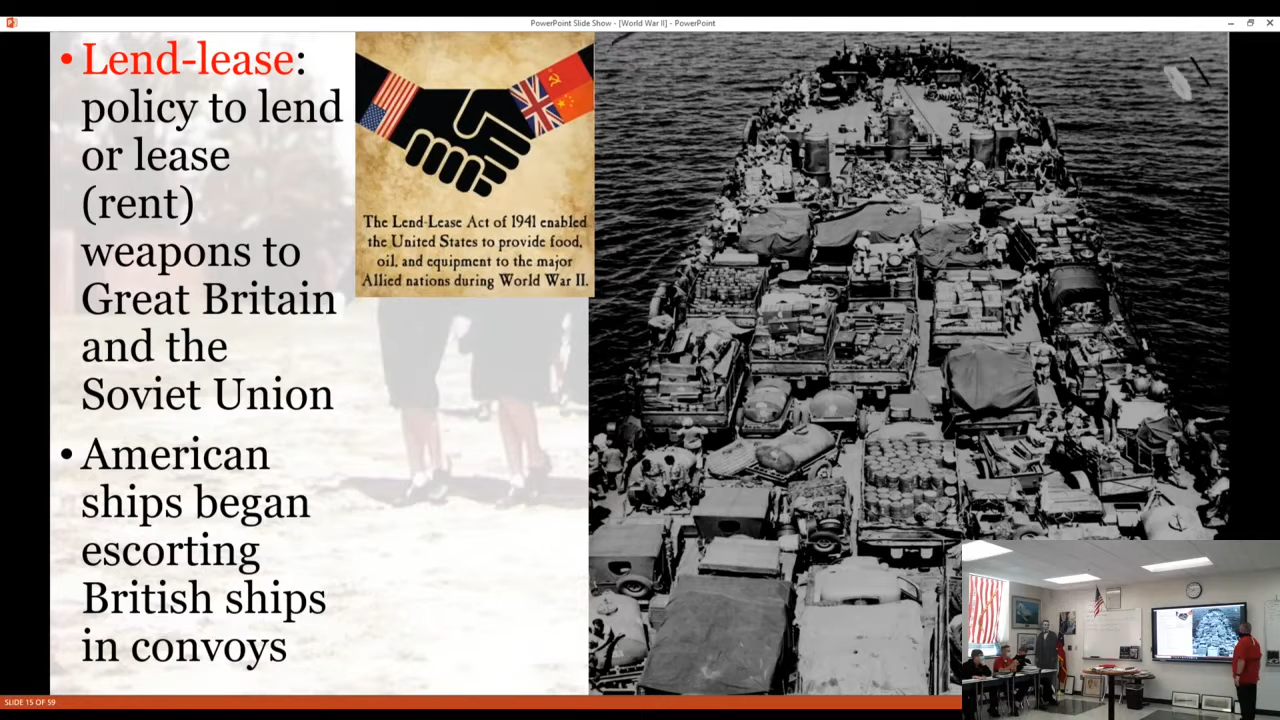 PowerPoint Slide Show - [World War II] - PowerPoint
• Lend-lease:
policy to lend
or lease
(rent)
weapons to
Great Britain
and the
Soviet Union
• American
ships began
escorting
British ships
in convoys
The Lend-Lease Act of 1941 enabled
the United States to provide food,
oil, and equipment to the major
Allied nations during World War II.
SLIDE 15 OF 59